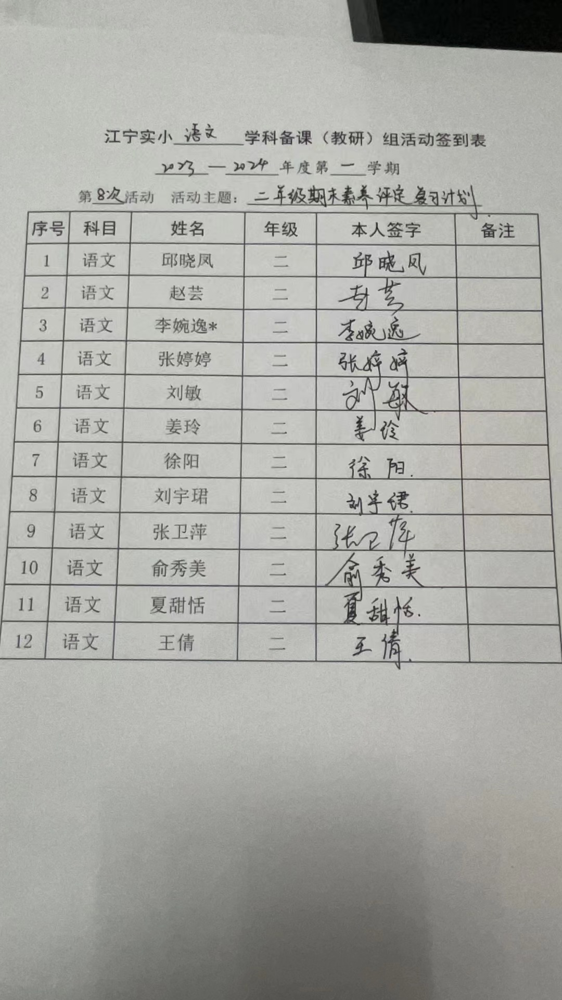 江宁实小 语文 学科备课（教研）组活动签到表
2023—2024年度第一学期
第8次活动 活动主题：二年级期末素养评定复习计划.
序号 科目 姓名 年级 本人签字 备注
1 语文 邱晓凤 二 邱晓凤
2 语文 赵芸 二 赵芸
3 语文 李婉逸* 二 李婉逸
4 语文 张婷婷 二 张婷婷
5 语文 刘敏 二 刘敏.
6 语文 姜玲 二 姜玲
7 语文 徐阳 二 徐阳.
8 语文 刘宇珺 二 刘宇珺.
9 语文 张卫萍 二 张卫萍
10 语文 俞秀美 二 俞秀美
11 语文 夏甜恬 二 夏甜恬.
12 语文 王倩 二 王倩.